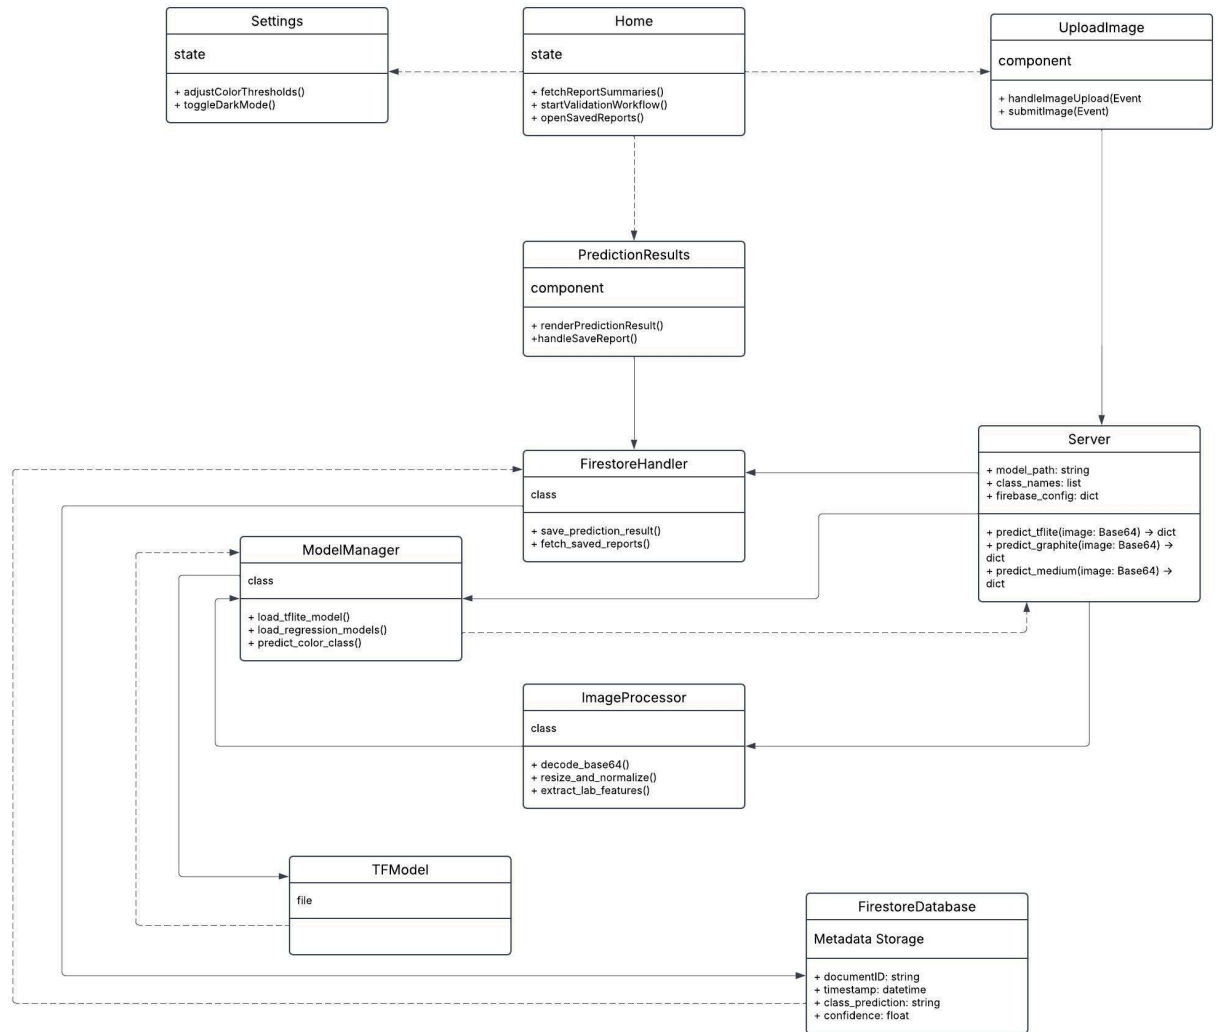 Settings
state
+ adjustColorThresholds()
+ toggleDarkMode()
Home
state
+ fetchReportSummaries()
+ startValidationWorkflow()
+ openSavedReports()
UploadImage
component
+ handleImageUpload(Event
+ submitImage(Event)
PredictionResults
component
+ renderPredictionResult()
+handleSaveReport()
FirestoreHandler
class
+ save_prediction_result()
+ fetch_saved_reports()
Server
+ model_path: string
+ class_names: list
+ firebase_config: dict
+ predict_tflite(image: Base64) → dict
+ predict_graphite(image: Base64) →
dict
+ predict_medium(image: Base64) →
dict
ModelManager
class
+ load_tflite_model()
+ load_regression_models()
+ predict_color_class()
ImageProcessor
class
+ decode_base64()
+ resize_and_normalize()
+ extract_lab_features()
TFModel
file
FirestoreDatabase
Metadata Storage
+ documentID: string
+ timestamp: datetime
+ class_prediction: string
+ confidence: float